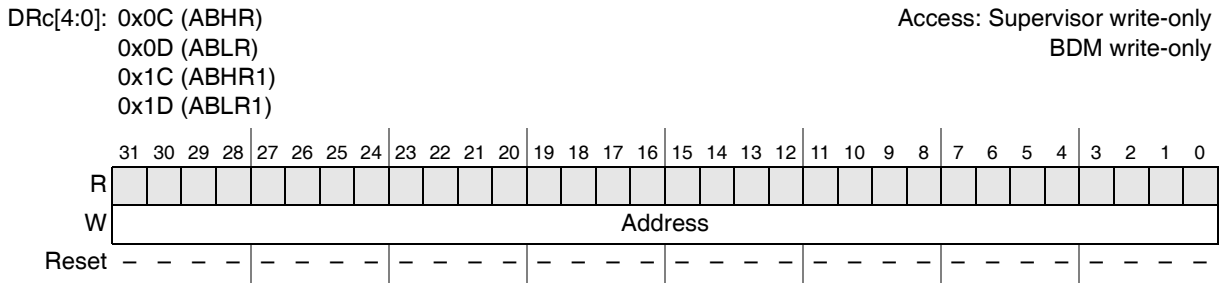 DRc[4:0]: 0x0C (ABHR) Access: Supervisor write-only
0x0D (ABLR) BDM write-only
0x1C (ABHR1)
0x1D (ABLR1)
31 30 29 28 27 26 25 24 23 22 21 20 19 18 17 16 15 14 13 12 11 10 9 8 7 6 5 4 3 2 1 0
R
W Address
Reset – – – – – – – – – – – – – – – – – – – – – – – – – – – – – – – –